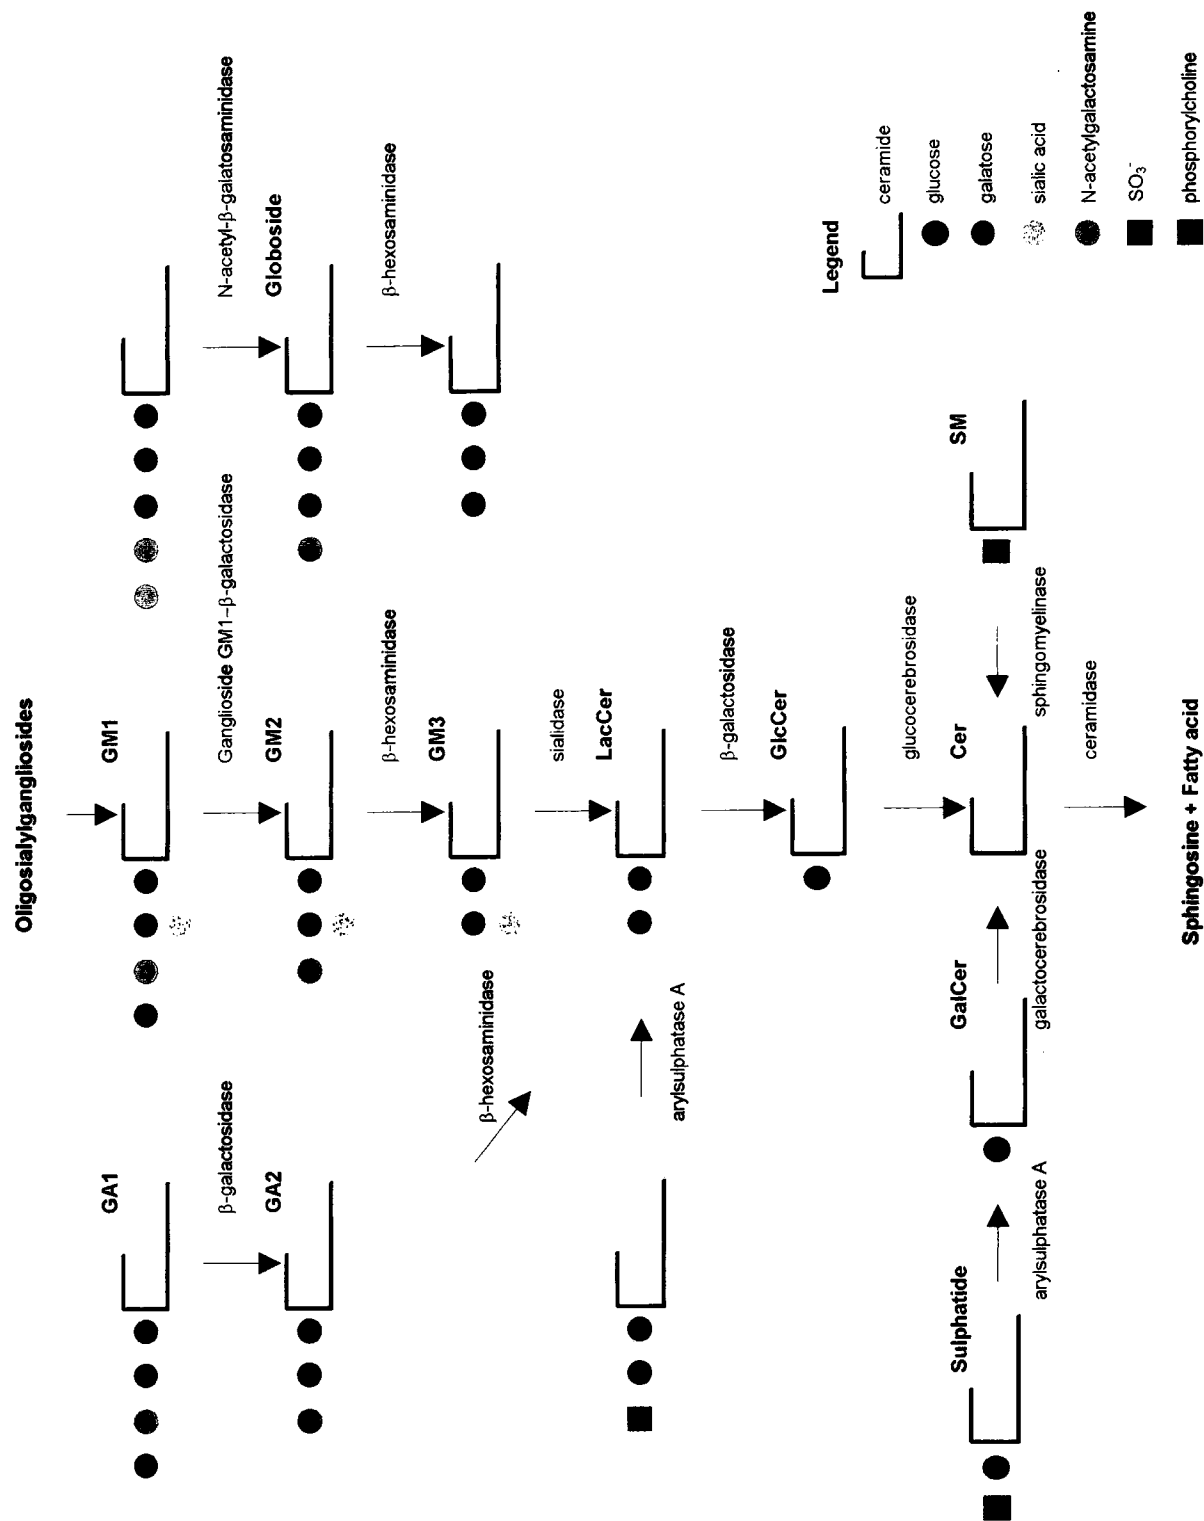 Oligosialylgangliosides
GA1
GM1
β-galactosidase
Ganglioside GM1-β-galactosidase
N-acetyl-β-galatosaminidase
GA2
GM2
Globoside
β-hexosaminidase
β-hexosaminidase
GM3
β-hexosaminidase
sialidase
LacCer
arylsulphatase A
β-galactosidase
GlcCer
glucocerebrosidase
Sulphatide
GalCer
Cer
SM
arylsulphatase A
galactocerebrosidase
sphingomyelinase
ceramidase
Sphingosine + Fatty acid
Legend
ceramide
glucose
galatose
sialic acid
N-acetylgalactosamine
SO₃⁻
phosphorylcholine